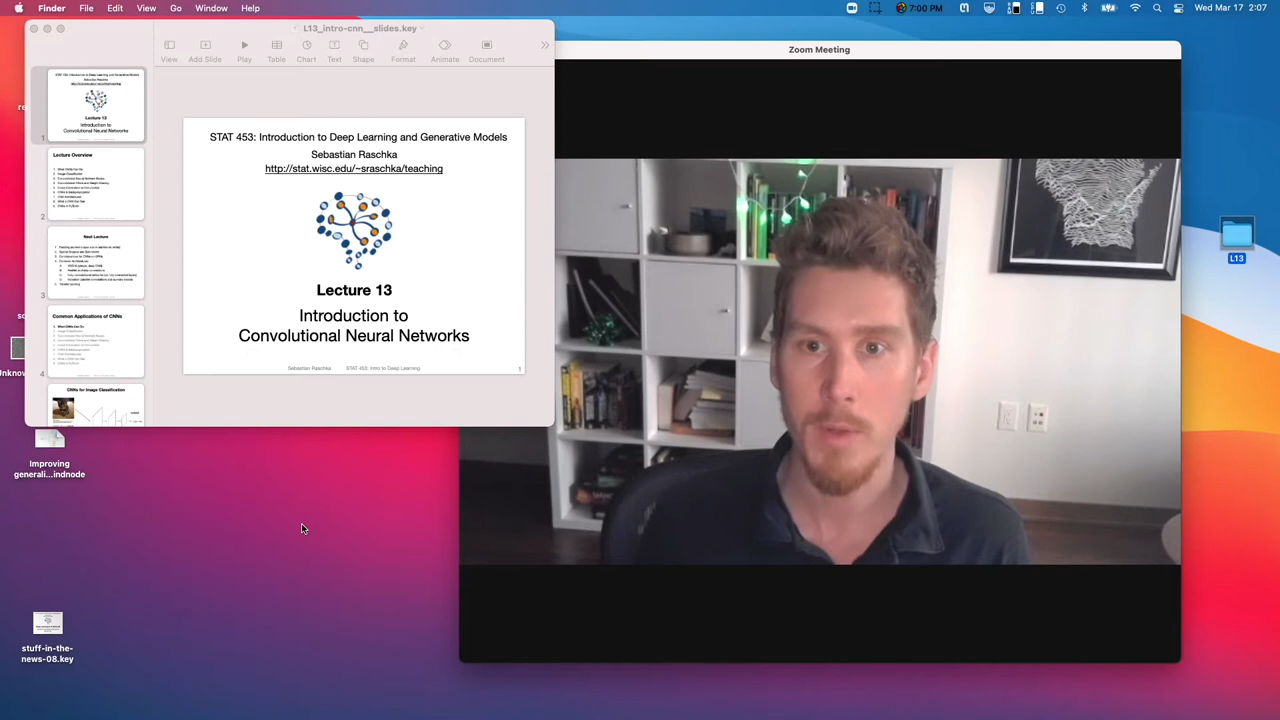 Finder File Edit View Go Window Help
7:00 PM
Wed Mar 17 2:07
L13_intro-cnn__slides.key
View Add Slide Play Table Chart Text Shape Format Animate Document
Zoom Meeting
STAT 453: Introduction to Deep Learning and Generative Models
Sebastian Raschka
http://stat.wisc.edu/~sraschka/teaching
Lecture 13
Introduction to
Convolutional Neural Networks
Sebastian Raschka STAT 453: Intro to Deep Learning 1
Lecture 13
Introduction to
Convolutional Neural Networks
1
Lecture Overview
2
Next Lecture
3
Common Applications of CNNs
4
CNNs for Image Classification
L13
Improving
generali...indnode
stuff-in-the-
news-08.key